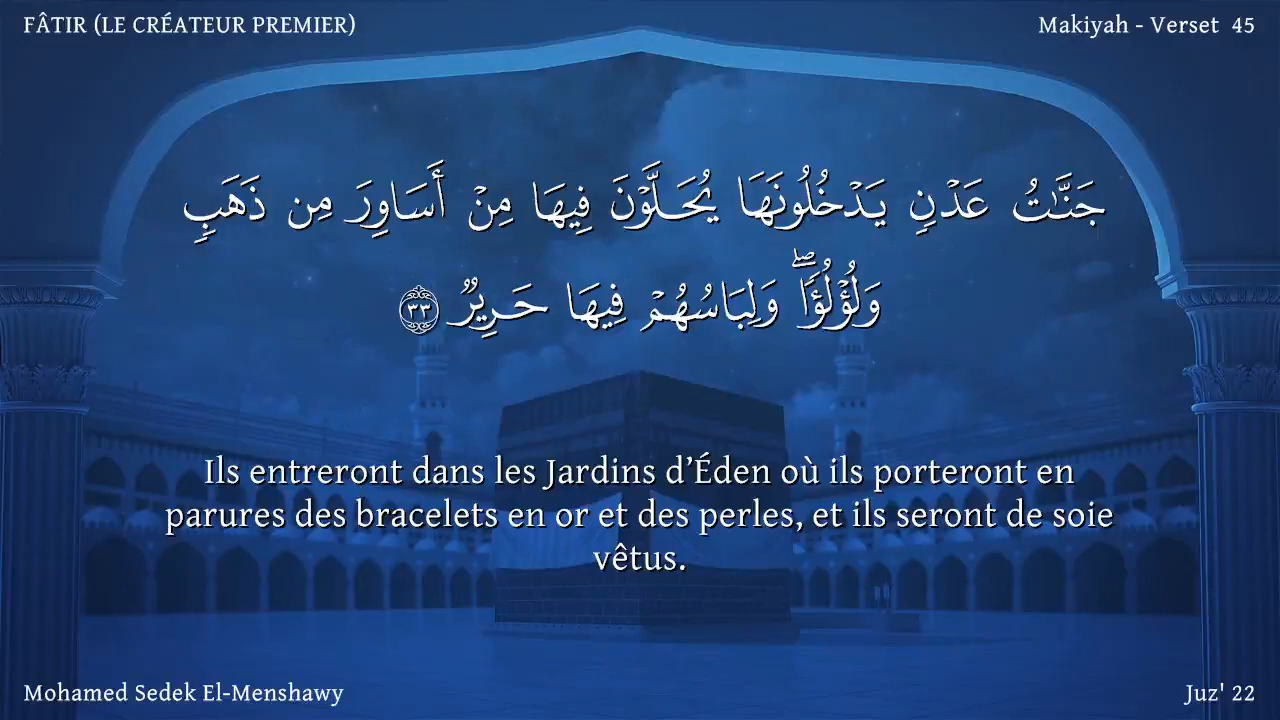 FÂTIR (LE CRÉATEUR PREMIER)
Makiyah - Verset 45
جَنَّـٰتُ عَدْنٍ يَدْخُلُونَهَا يُحَلَّوْنَ فِيهَا مِنْ أَسَاوِرَ مِن ذَهَبٍ
وَلُؤْلُؤًا ۖ وَلِبَاسُهُمْ فِيهَا حَرِيرٌ ٣٣
Ils entreront dans les Jardins d’Éden où ils porteront en
parures des bracelets en or et des perles, et ils seront de soie
vêtus.
Mohamed Sedek El-Menshawy
Juz' 22